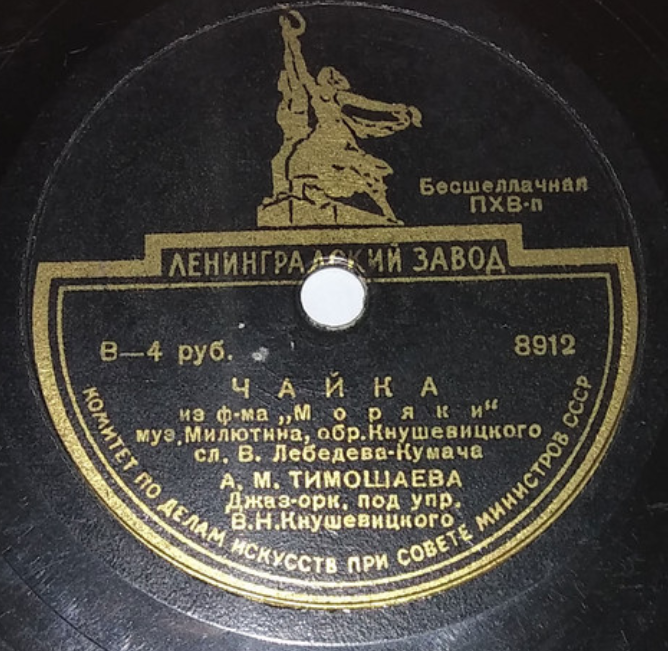 Бесшеллачная
ПХВ-п
ЛЕНИНГРАДСКИЙ ЗАВОД
В—4 руб.
8912
ЧАЙКА
из ф-ма „Моряки“
муз.Милютина, обр.Кнушевицкого
сл. В. Лебедева-Кумача
А. М. ТИМОШАЕВА
Джаз-орк. под упр.
В.Н.Кнушевицкого
КОМИТЕТ ПО ДЕЛАМ ИСКУССТВ ПРИ СОВЕТЕ МИНИСТРОВ СССР